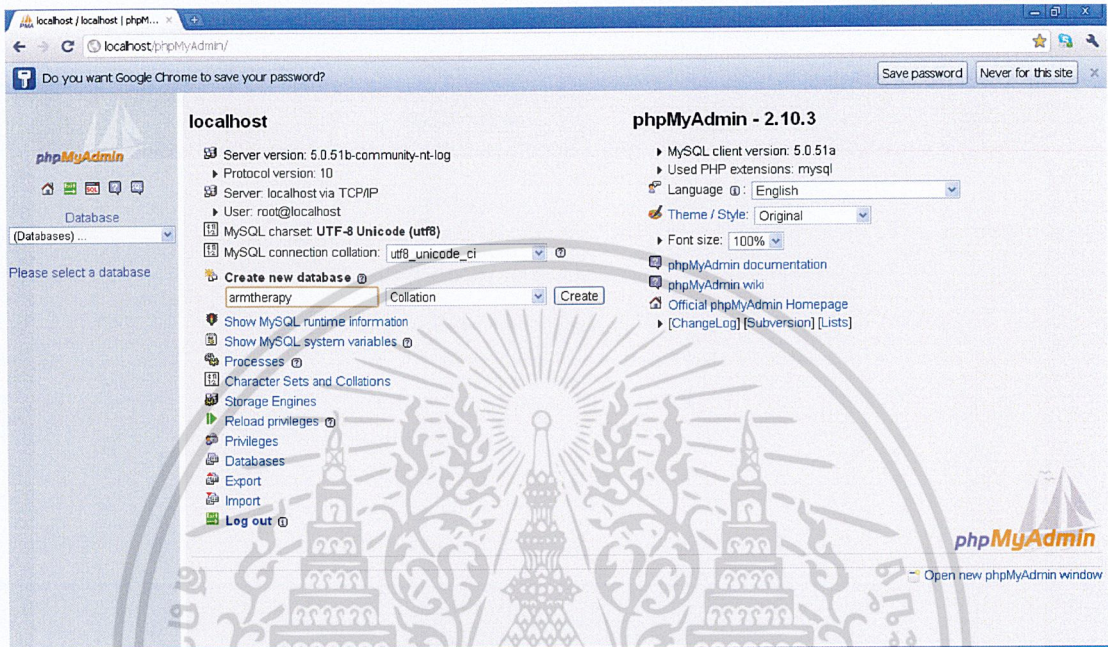 localhost / localhost | phpM...
localhost/phpMyAdmin/
Do you want Google Chrome to save your password?
Save password
Never for this site
phpMyAdmin
Database
(Databases) ...
Please select a database
localhost
Server version: 5.0.51b-community-nt-log
Protocol version: 10
Server: localhost via TCP/IP
User: root@localhost
MySQL charset: UTF-8 Unicode (utf8)
MySQL connection collation: utf8_unicode_ci
Create new database
armtherapy Collation Create
Show MySQL runtime information
Show MySQL system variables
Processes
Character Sets and Collations
Storage Engines
Reload privileges
Privileges
Databases
Export
Import
Log out
phpMyAdmin - 2.10.3
MySQL client version: 5.0.51a
Used PHP extensions: mysql
Language: English
Theme / Style: Original
Font size: 100%
phpMyAdmin documentation
phpMyAdmin wiki
Official phpMyAdmin Homepage
[ChangeLog] [Subversion] [Lists]
phpMyAdmin
Open new phpMyAdmin window